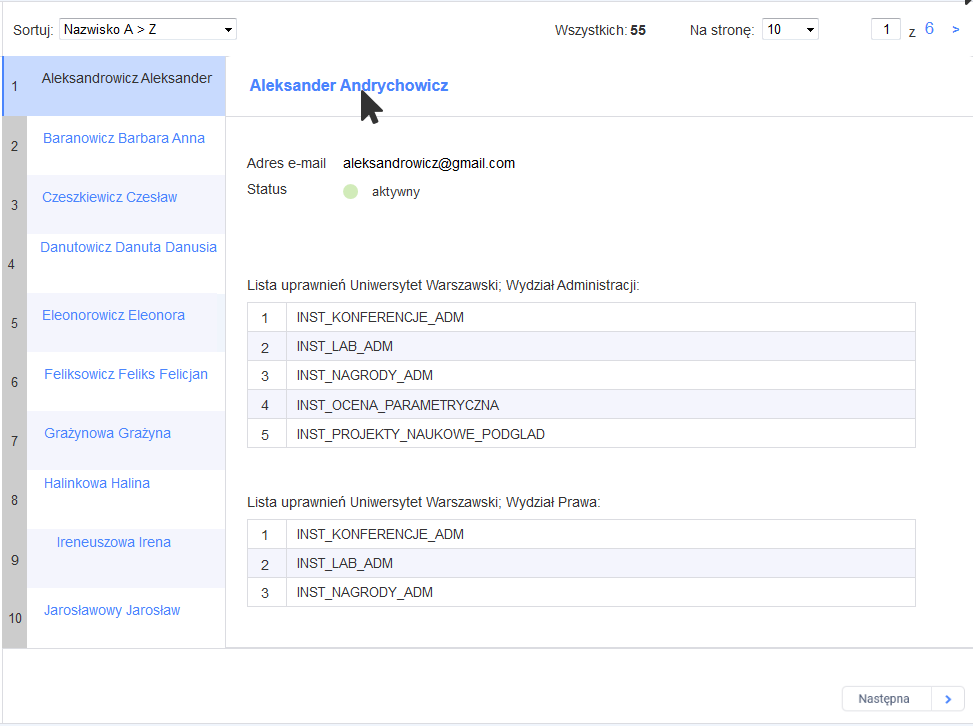 Sortuj: Nazwisko A > Z Wszystkich: 55 Na stronę: 10 1 z 6 >
1 Aleksandrowicz Aleksander
2 Baranowicz Barbara Anna
3 Czeszkiewicz Czesław
4 Danutowicz Danuta Danusia
5 Eleonorowicz Eleonora
6 Feliksowicz Feliks Felicjan
7 Grażynowa Grażyna
8 Halinkowa Halina
9 Ireneuszowa Irena
10 Jarosławowy Jarosław
Aleksander Andrychowicz
Adres e-mail aleksandrowicz@gmail.com
Status aktywny
Lista uprawnień Uniwersytet Warszawski; Wydział Administracji:
1 INST_KONFERENCJE_ADM
2 INST_LAB_ADM
3 INST_NAGRODY_ADM
4 INST_OCENA_PARAMETRYCZNA
5 INST_PROJEKTY_NAUKOWE_PODGLAD
Lista uprawnień Uniwersytet Warszawski; Wydział Prawa:
1 INST_KONFERENCJE_ADM
2 INST_LAB_ADM
3 INST_NAGRODY_ADM
Następna >